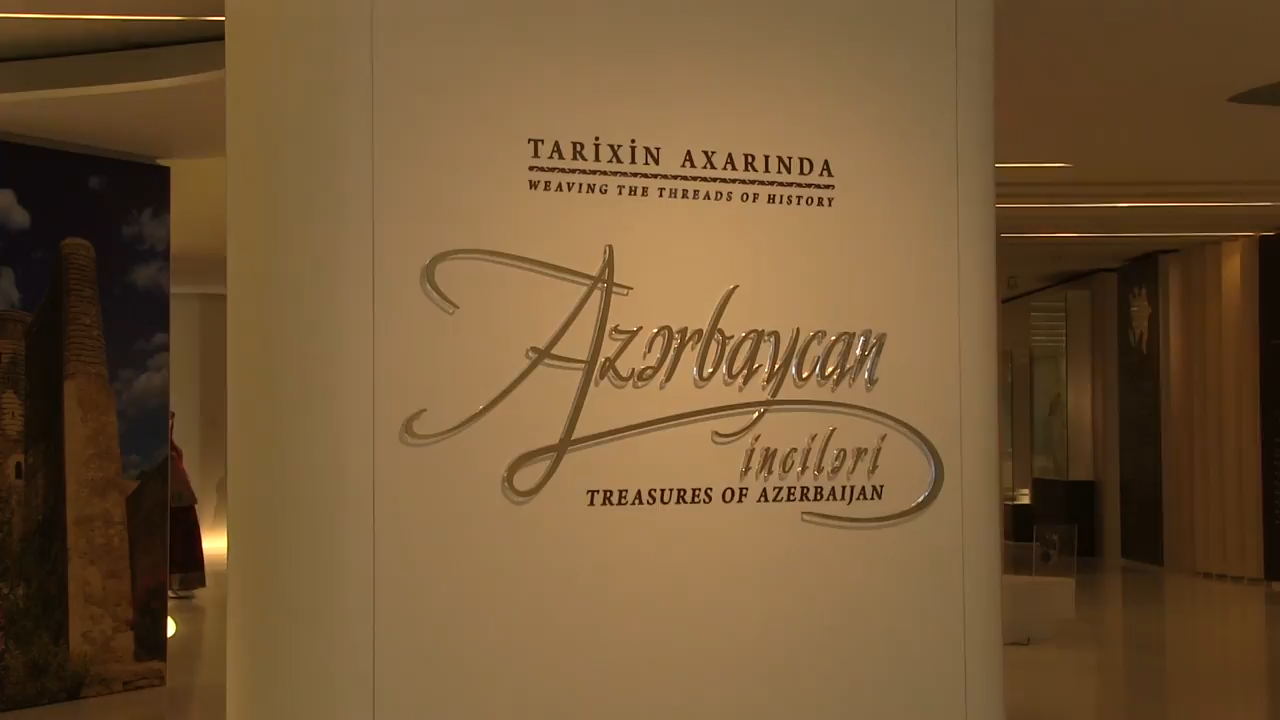 TARİXİN AXARINDA
WEAVING THE THREADS OF HISTORY
Azərbaycan
inciləri
TREASURES OF AZERBAIJAN